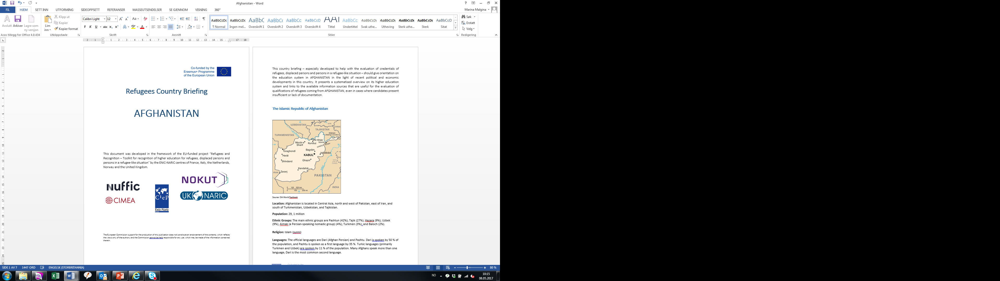 Afghanistan - Word
Marina Malgina
FIL HJEM SETT INN UTFORMING SIDEOPPSETT REFERANSER MASSEUTSENDELSER SE GJENNOM VISNING 360°
Avslutt Arkiver Lagre som
ny versjon
Acos tillegg for Office 4.0.434
Lim
inn
Klipp ut
Kopier
Kopier format
Utklippstavle
Calibri Light 12
F K U abc
Skrift
Avsnitt
AaBbCcDc AaBbCcDc AaBbC AaBbCc AaBbCc AaBbCcD AAI AaBbCc AaBbCcDc AaBbCcDc AaBbCcDc AaBbCcDc AaBbCcD
¶ Normal Ingen mel... Overskrift 1 Overskrift 2 Overskrift 3 Overskrift 4 Tittel Undertittel Svak uthe... Utheving Sterk uthe... Sterk Sitat
Stiler
Søk
Erstatt
Velg
Redigering
Co-funded by the
Erasmus+ Programme
of the European Union
Refugees Country Briefing
AFGHANISTAN
This document was developed in the framework of the EU-funded project “Refugees and
Recognition – Toolkit for recognition of higher education for refugees, displaced persons and
persons in a refugee-like situation” by the ENIC-NARIC centres of France, Italy, the Netherlands,
Norway and the United Kingdom.
nuffic
NOKUT
CIEP
Enic-Naric
UK NARIC
CIMEA
The European Commission support for the production of this publication does not constitute an endorsement of the contents, which reflects
the views only of the authors, and the Commission cannot be held responsible for any use, which may be made of the information contained
therein.
This country briefing – especially developed to help with the evaluation of credentials of
refugees, displaced persons and persons in a refugee-like situation – should give orientation on
the education system in AFGHANISTAN in the light of recent political and economic
developments in this country. It presents a systematised overview on its higher education
system and links to the available information sources that are useful for the evaluation of
qualifications of refugees coming from AFGHANISTAN, even in cases where candidates present
insufficient or lack of documentation.
The Islamic Republic of Afghanistan
UZBEKISTAN
KYR.
CHINA
TAJIKISTAN
TURKMENISTAN
Wākhān
(Wakhan Corridor)
Shīr Khān
Mazār-e
Sharīf
Kunduz
HINDU KUSH
Toraghondi
Bagrām
Herāt
KABUL
Jalālābād
Shīndand
Ghaznī
Kandahār
IRAN
Zaranj
PAKISTAN
INDIA
0 100 200 km
0 100 200 mi
Source: CIA World Factbook
Location: Afghanistan is located in Central Asia, north and west of Pakistan, east of Iran, and
south of Turkmenistan, Uzbekistan, and Tajikistan.
Population: 29, 1 million
Ethnic Groups: The main ethnic groups are Pashtun (42%); Tajik (27%); Hazara (9%); Uzbek
(9%); Aimak (a Persian-speaking nomadic group) (4%); Turkmen (3%); and Baloch (2%).
Religion: Islam (sunni)
Languages: The official languages are Dari (Afghan Persian) and Pashtu. Dari is spoken by 50 % of
the population, and Pashtu is spoken as a first language by 35 %. Turkic languages (primarily
Turkmen and Uzbek) are spoken by 11 % of the population. Many Afghans speak more than one
language; Dari is the most common second language.
Co-funded by the
SIDE 1 AV 7 1447 ORD ENGELSK (STORBRITANNIA)
80 %
NO
10:15
08.05.2017